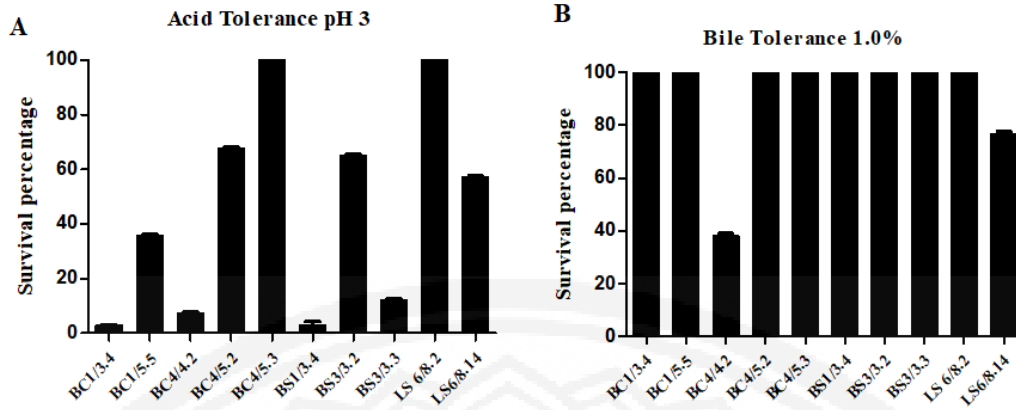 A
Acid Tolerance pH 3
Survival percentage
100
80
60
40
20
0
BC1/3.4
BC1/5.5
BC4/4.2
BC4/5.2
BC4/5.3
BS1/3.4
BS3/3.2
BS3/3.3
LS 6/8.2
LS6/8.14
B
Bile Tolerance 1.0%
Survival percentage
100
80
60
40
20
0
BC1/3.4
BC1/5.5
BC4/4.2
BC4/5.2
BC4/5.3
BS1/3.4
BS3/3.2
BS3/3.3
LS 6/8.2
LS6/8.14